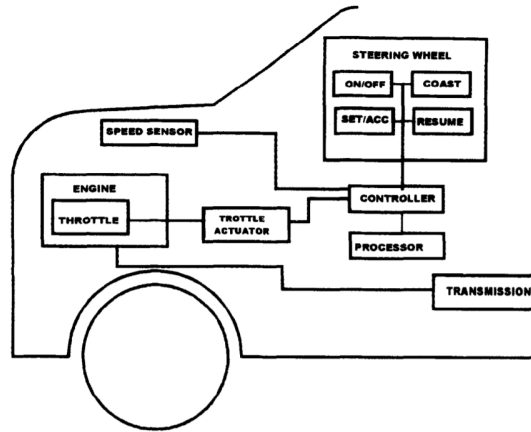 STEERING WHEEL
ON/OFF
COAST
SET/ACC
RESUME
SPEED SENSOR
ENGINE
THROTTLE
TROTTLE
ACTUATOR
CONTROLLER
PROCESSOR
TRANSMISSION